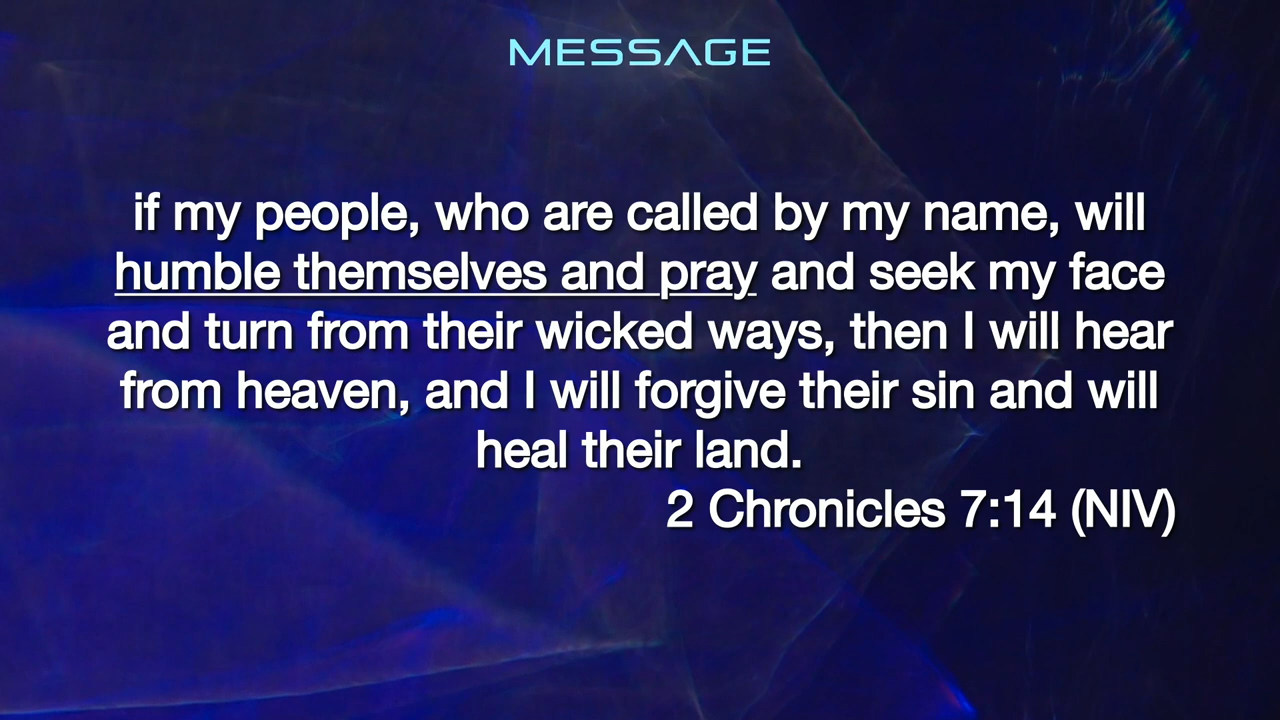 MESSAGE
if my people, who are called by my name, will
humble themselves and pray and seek my face
and turn from their wicked ways, then I will hear
from heaven, and I will forgive their sin and will
heal their land.
2 Chronicles 7:14 (NIV)